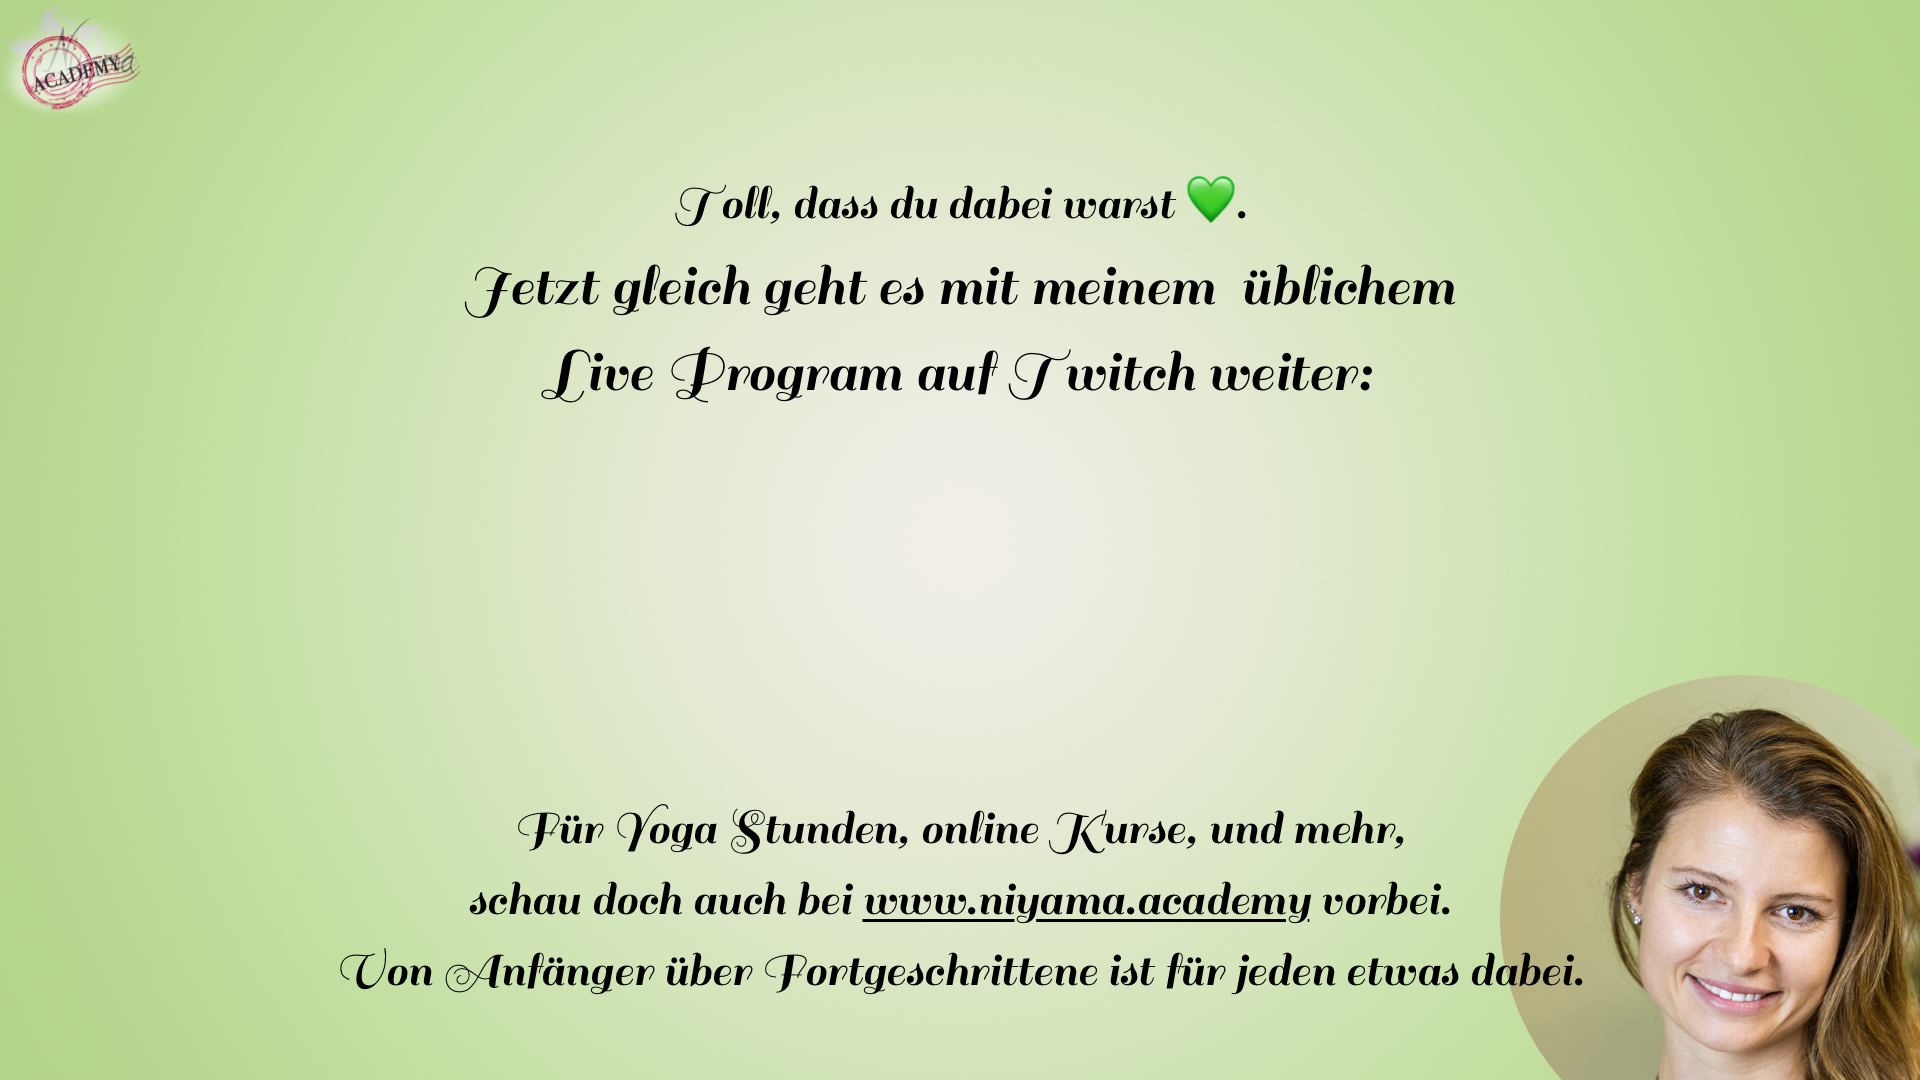 ACADEMY
Toll, dass du dabei warst 💚.
Jetzt gleich geht es mit meinem üblichem
Live Program auf Twitch weiter:
Für Yoga Stunden, online Kurse, und mehr,
schau doch auch bei www.niyama.academy vorbei.
Von Anfänger über Fortgeschrittene ist für jeden etwas dabei.